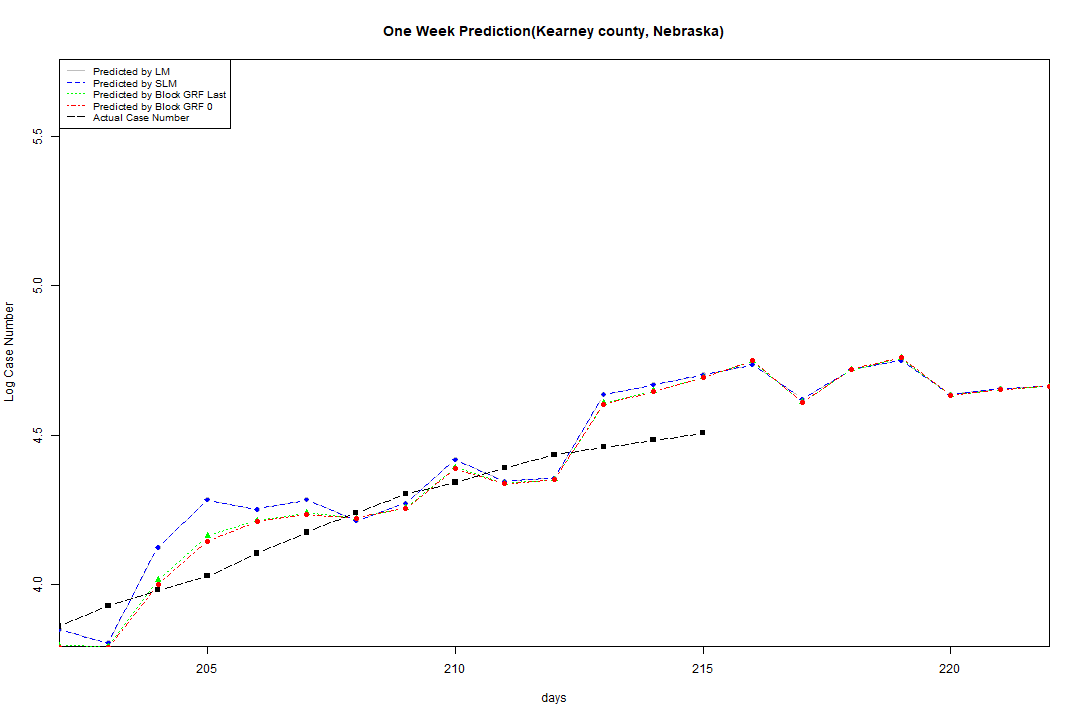 One Week Prediction(Kearney county, Nebraska)
Predicted by LM
Predicted by SLM
Predicted by Block GRF Last
Predicted by Block GRF 0
Actual Case Number
5.5
5.0
4.5
4.0
Log Case Number
205
210
215
220
days